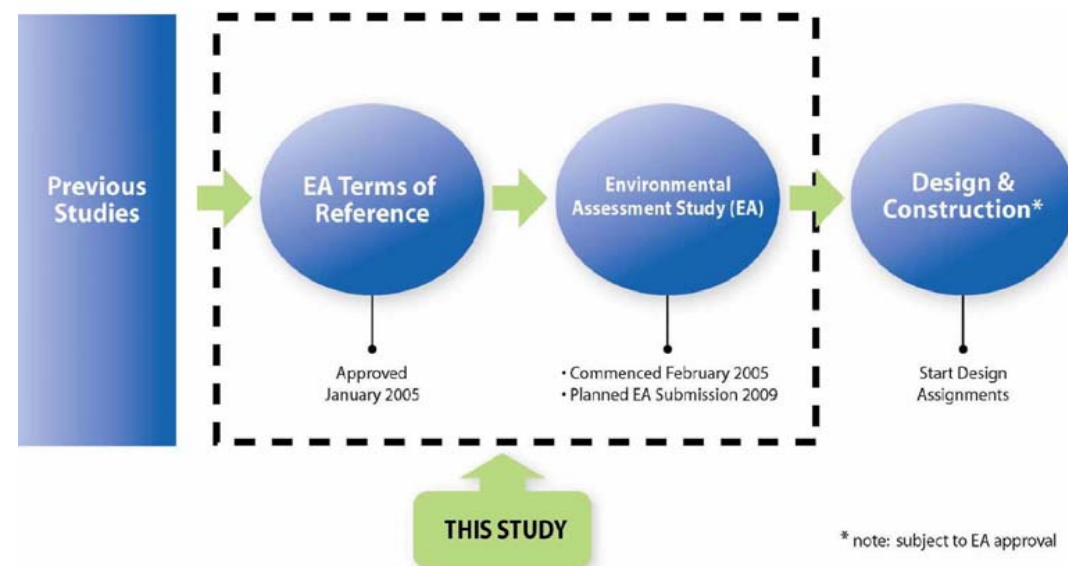 Previous
Studies
EA Terms of
Reference
Environmental
Assessment Study (EA)
Design &
Construction*
Approved
January 2005
• Commenced February 2005
• Planned EA Submission 2009
Start Design
Assignments
THIS STUDY
* note: subject to EA approval